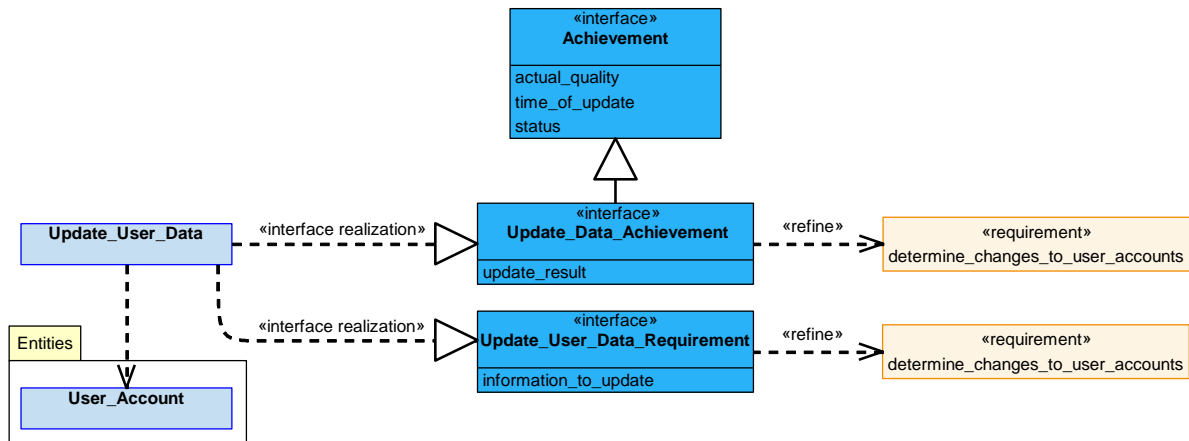 «interface»
Achievement
actual_quality
time_of_update
status
Update_User_Data
«interface realization»
«interface»
Update_Data_Achievement
update_result
«refine»
«requirement»
determine_changes_to_user_accounts
Entities
User_Account
«interface realization»
«interface»
Update_User_Data_Requirement
information_to_update
«refine»
«requirement»
determine_changes_to_user_accounts